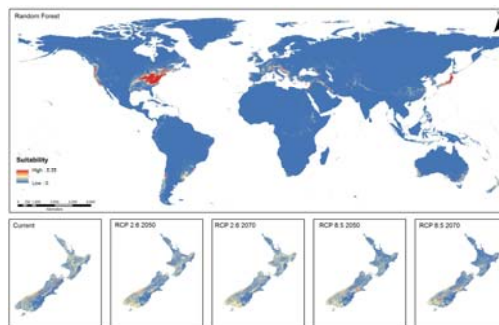 Random Forest
Suitability
High : 0.99
Low : 0
Current
RCP 2.6 2050
RCP 2.6 2070
RCP 8.5 2050
RCP 8.5 2070